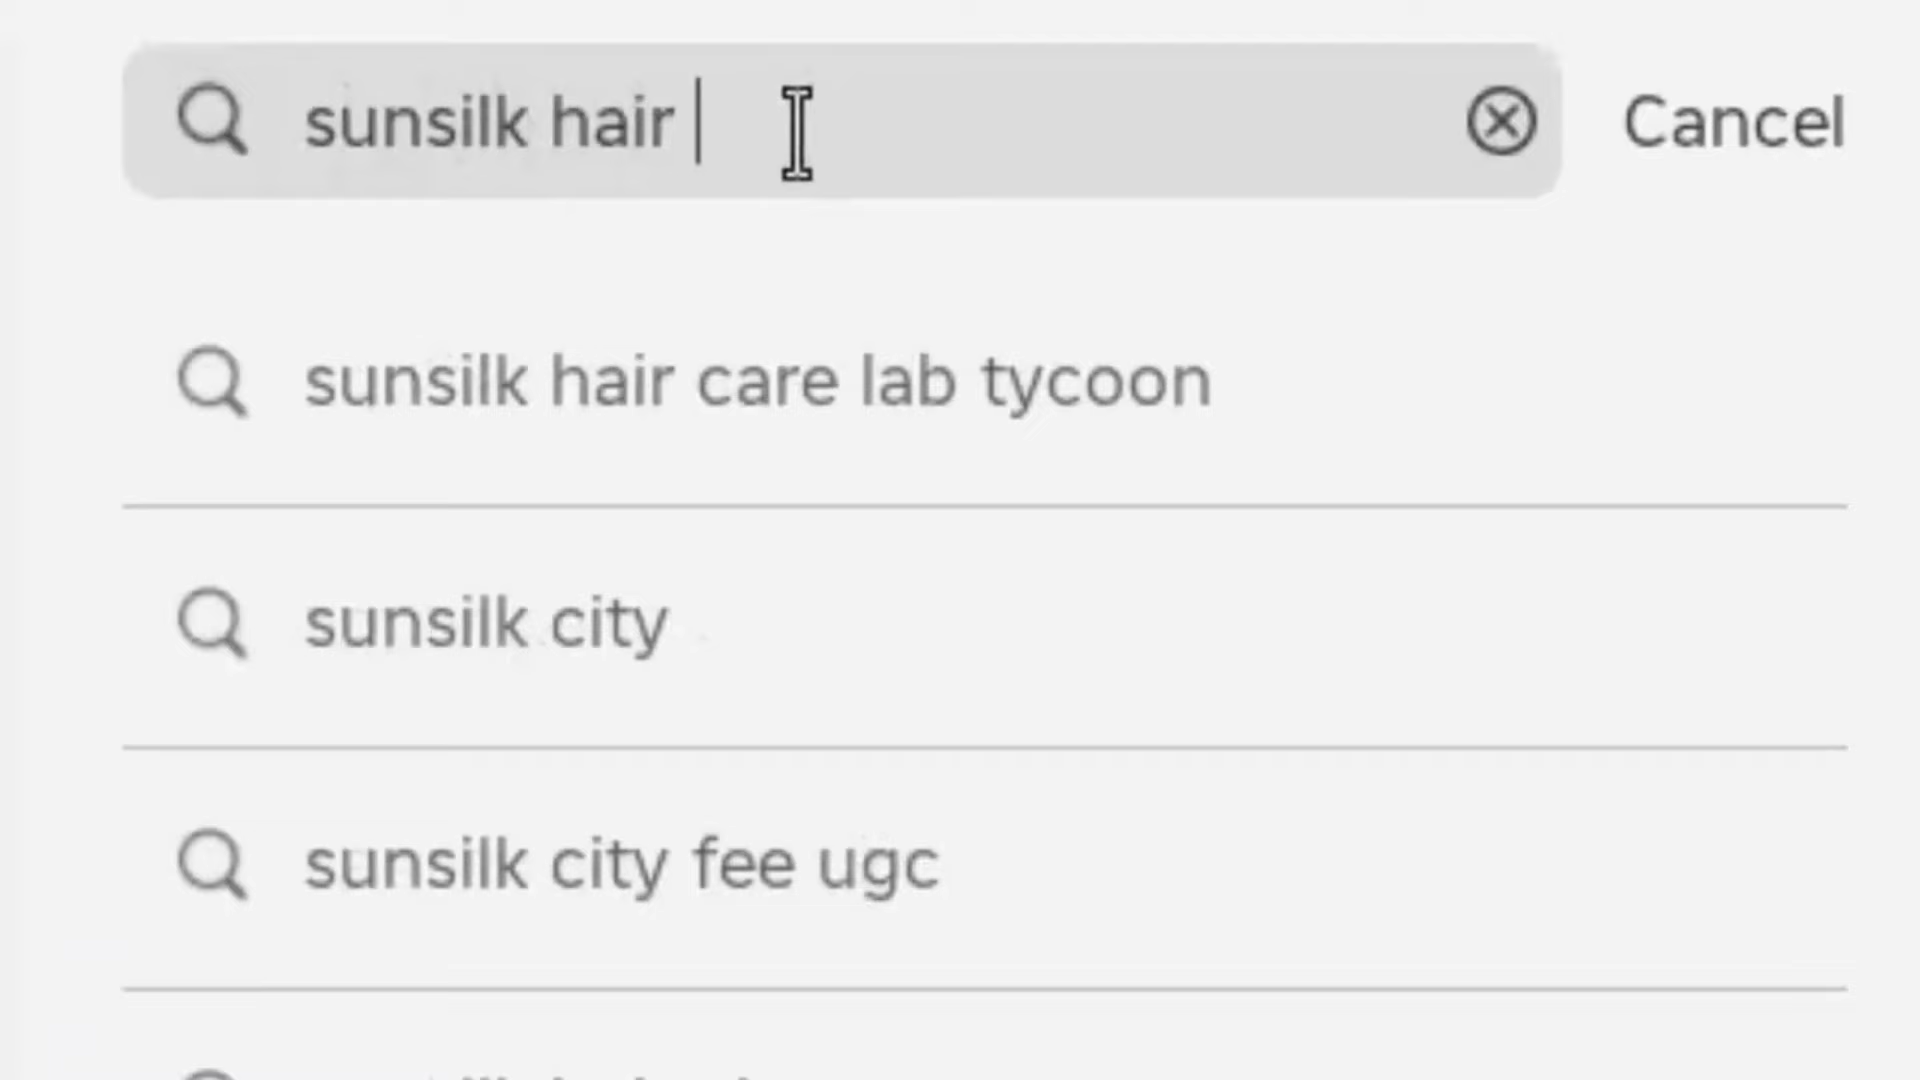 sunsilk hair
Cancel
sunsilk hair care lab tycoon
sunsilk city
sunsilk city fee ugc